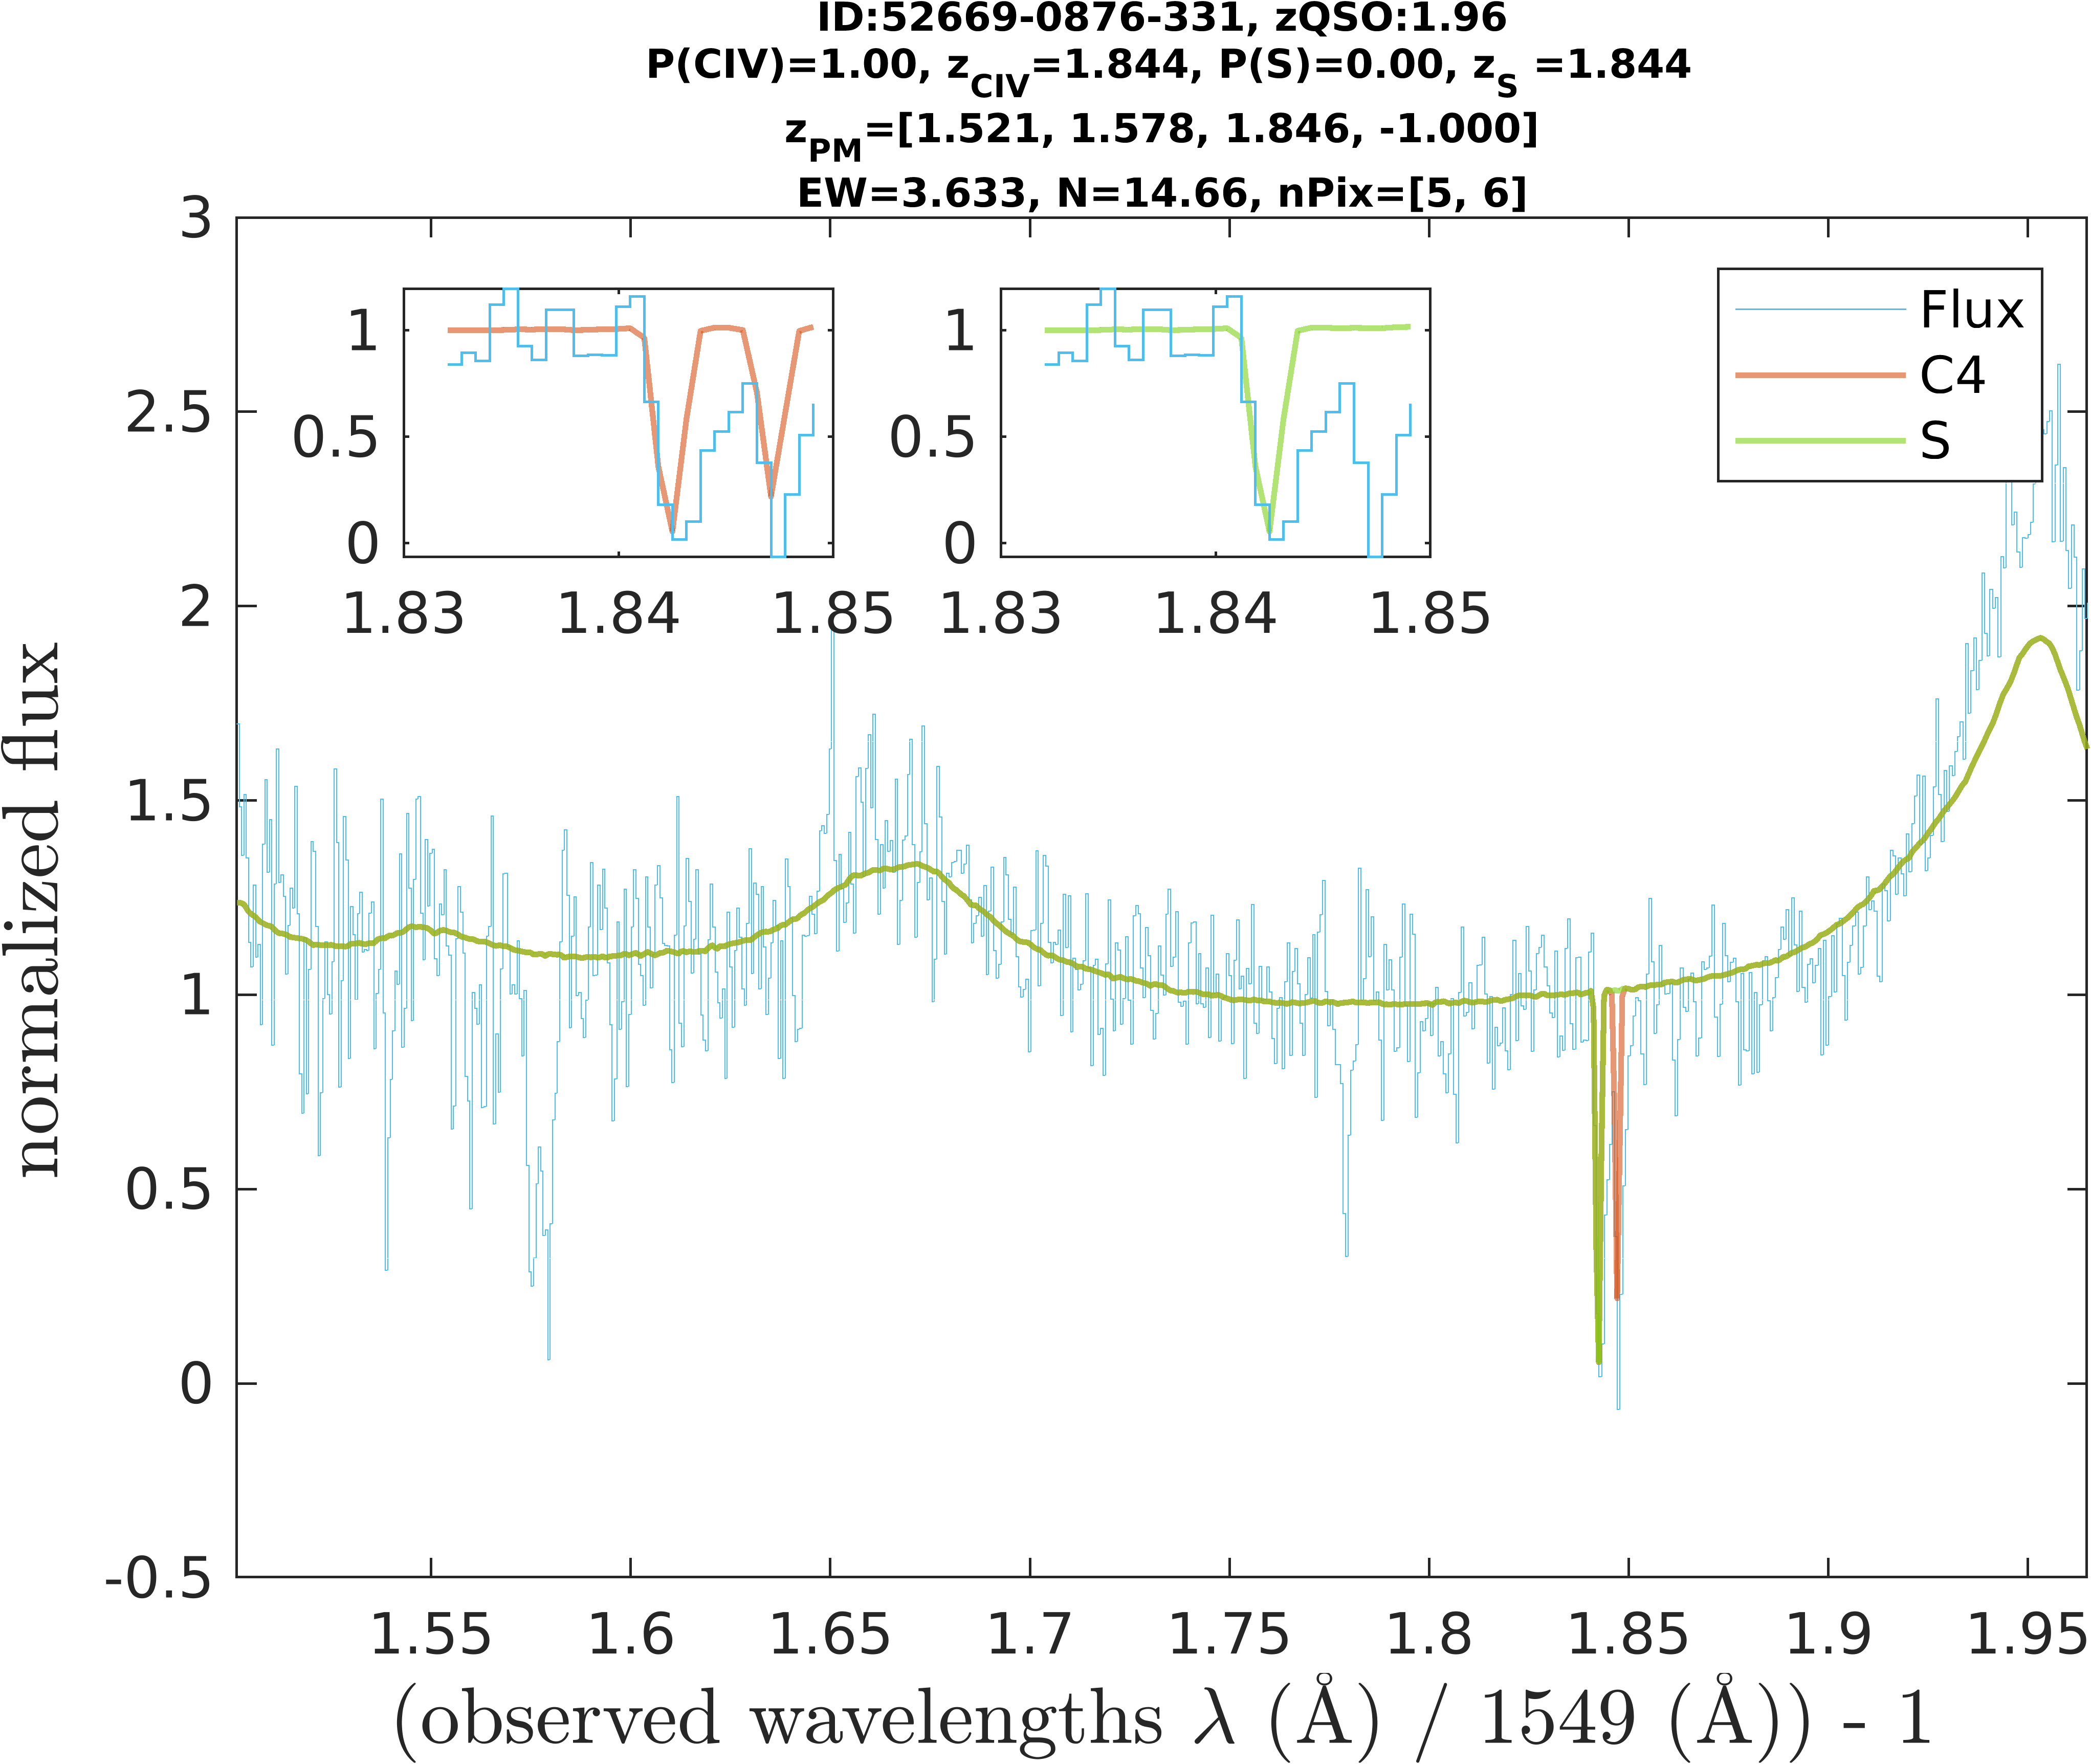 ID:52669-0876-331, zQSO:1.96
P(CIV)=1.00, zCIV=1.844, P(S)=0.00, zS =1.844
zPM=[1.521, 1.578, 1.846, -1.000]
EW=3.633, N=14.66, nPix=[5, 6]
3
2.5
2
1.5
1
0.5
0
-0.5
1
0.5
0
1.83 1.84 1.85
1
0.5
0
1.83 1.84 1.85
Flux
C4
S
normalized flux
1.55 1.6 1.65 1.7 1.75 1.8 1.85 1.9 1.95
(observed wavelengths λ (Å) / 1549 (Å)) - 1